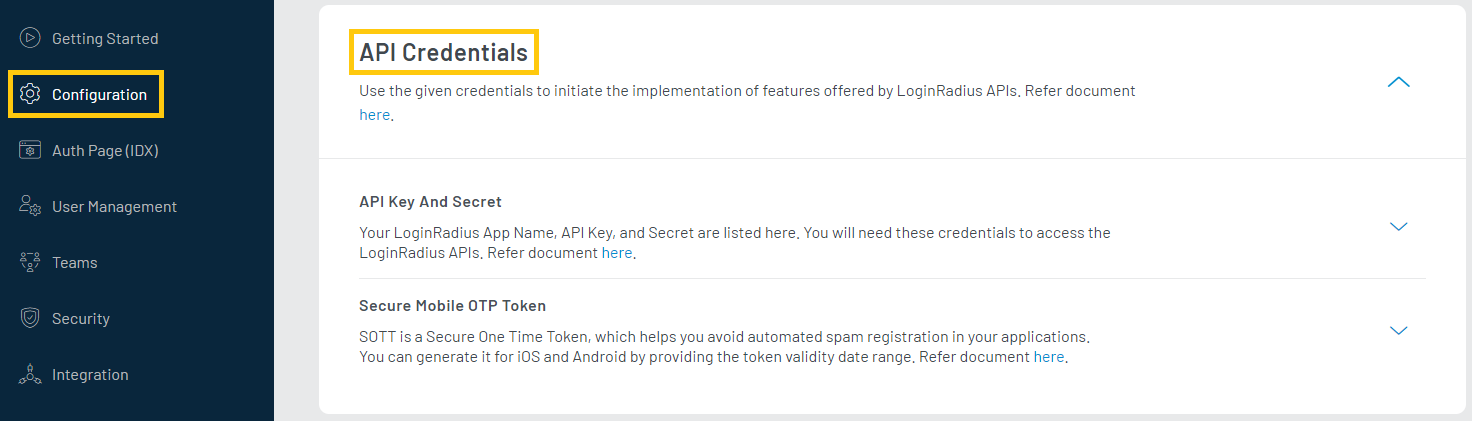 Getting Started
Configuration
Auth Page (IDX)
User Management
Teams
Security
Integration
API Credentials
Use the given credentials to initiate the implementation of features offered by LoginRadius APIs. Refer document
here.
API Key And Secret
Your LoginRadius App Name, API Key, and Secret are listed here. You will need these credentials to access the
LoginRadius APIs. Refer document here.
Secure Mobile OTP Token
SOTT is a Secure One Time Token, which helps you avoid automated spam registration in your applications.
You can generate it for iOS and Android by providing the token validity date range. Refer document here.